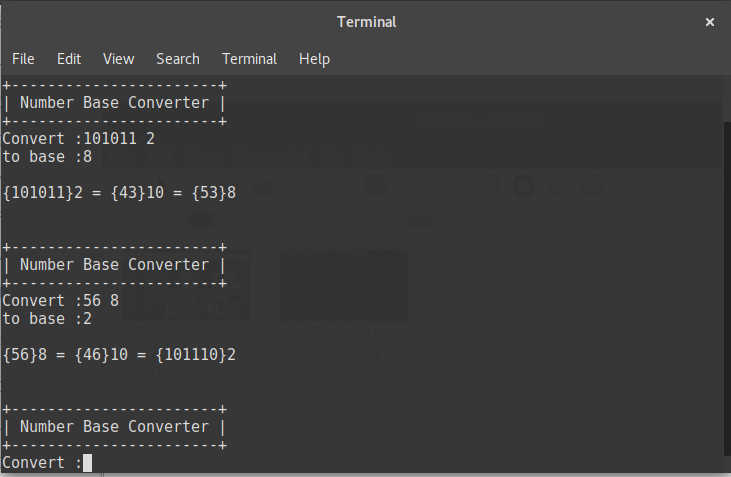 Terminal
File Edit View Search Terminal Help
+-----------------------+
| Number Base Converter |
+-----------------------+
Convert :101011 2
to base :8
{101011}2 = {43}10 = {53}8
+-----------------------+
| Number Base Converter |
+-----------------------+
Convert :56 8
to base :2
{56}8 = {46}10 = {101110}2
+-----------------------+
| Number Base Converter |
+-----------------------+
Convert :